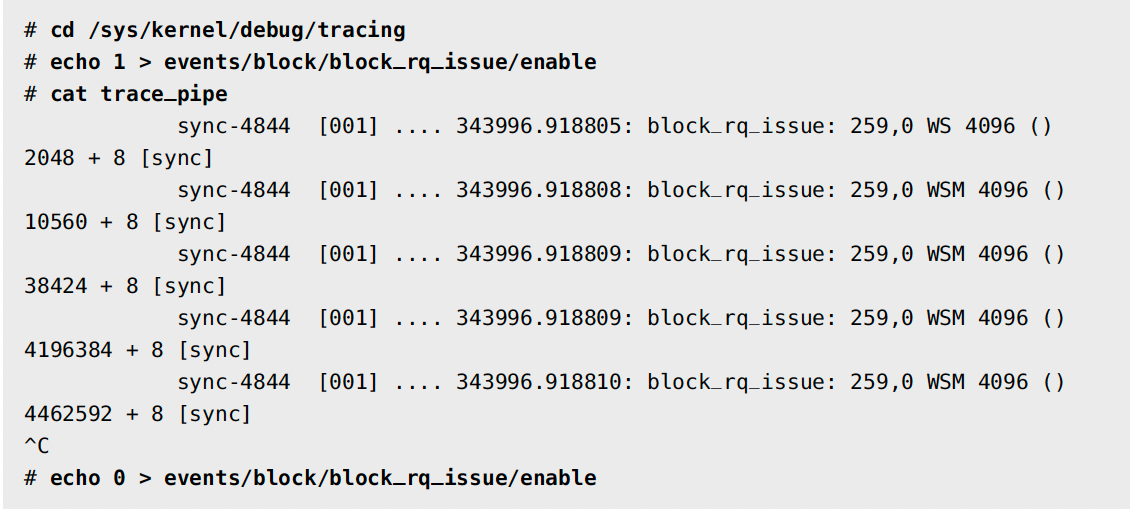 # cd /sys/kernel/debug/tracing
# echo 1 > events/block/block_rq_issue/enable
# cat trace_pipe
            sync-4844  [001] .... 343996.918805: block_rq_issue: 259,0 WS 4096 ()
2048 + 8 [sync]
            sync-4844  [001] .... 343996.918808: block_rq_issue: 259,0 WSM 4096 ()
10560 + 8 [sync]
            sync-4844  [001] .... 343996.918809: block_rq_issue: 259,0 WSM 4096 ()
38424 + 8 [sync]
            sync-4844  [001] .... 343996.918809: block_rq_issue: 259,0 WSM 4096 ()
4196384 + 8 [sync]
            sync-4844  [001] .... 343996.918810: block_rq_issue: 259,0 WSM 4096 ()
4462592 + 8 [sync]
^C
# echo 0 > events/block/block_rq_issue/enable